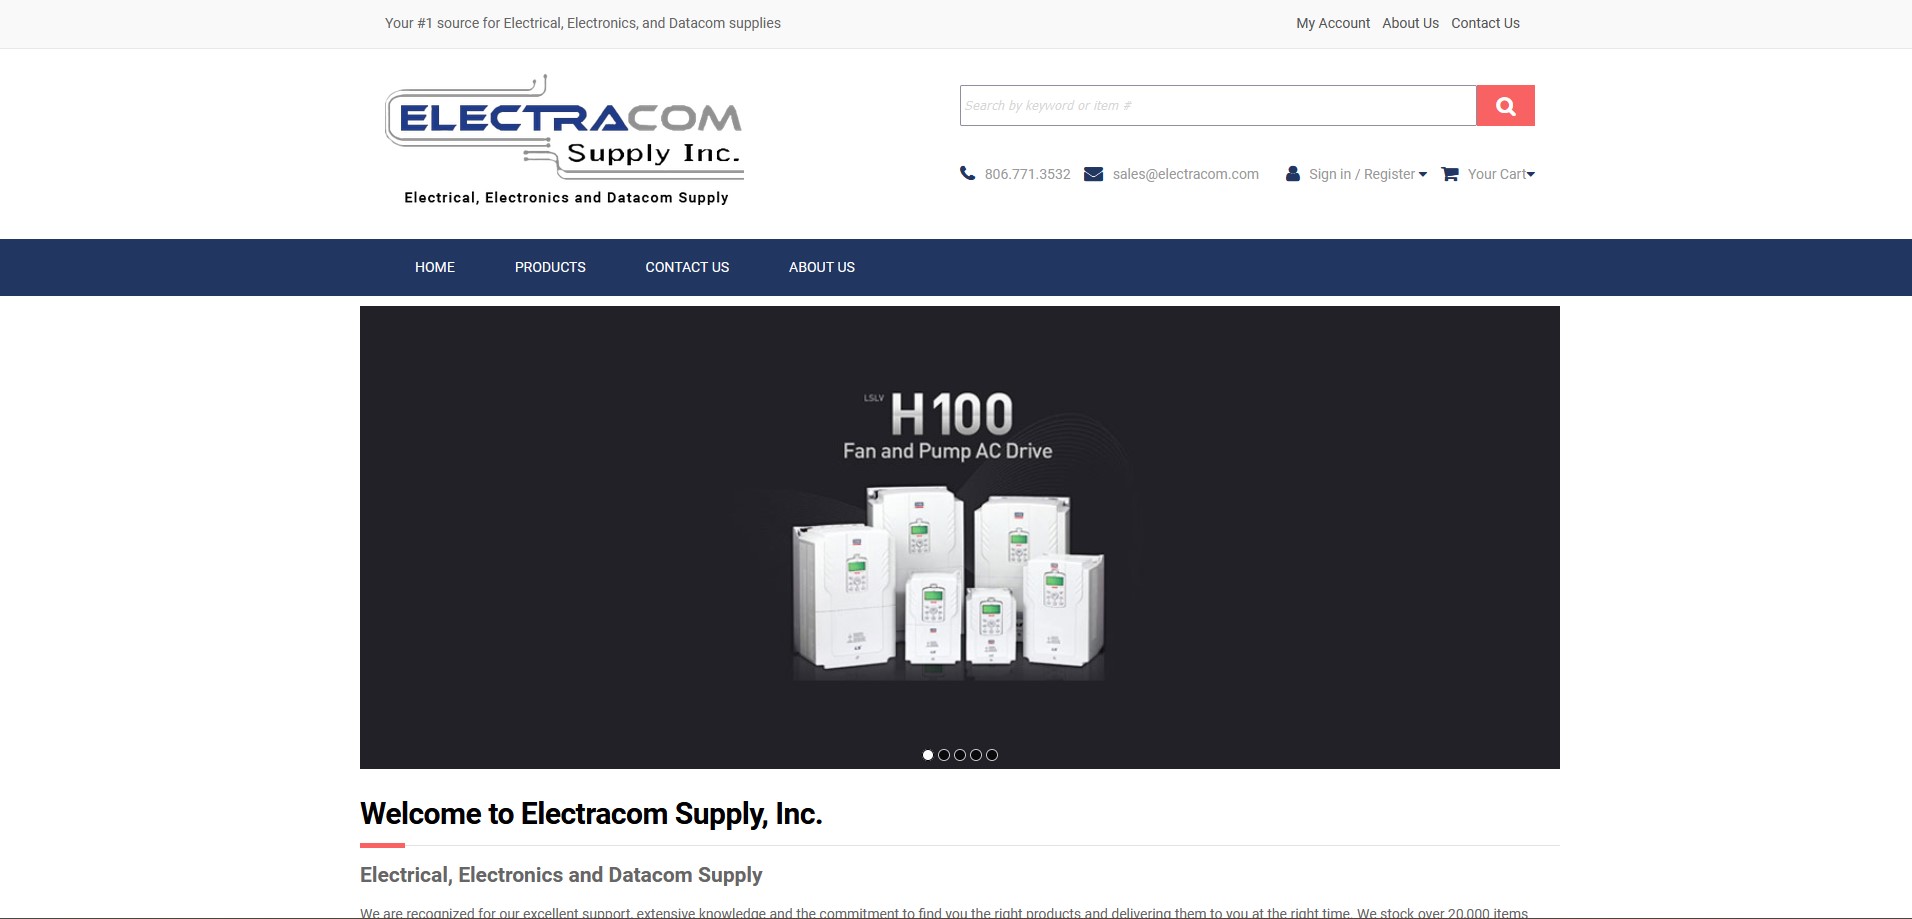 Your #1 source for Electrical, Electronics, and Datacom supplies
My Account About Us Contact Us
ELECTRACOM
Supply Inc.
Electrical, Electronics and Datacom Supply
Search by keyword or item #
806.771.3532 sales@electracom.com Sign in / Register Your Cart
HOME PRODUCTS CONTACT US ABOUT US
LSLV H100
Fan and Pump AC Drive
Welcome to Electracom Supply, Inc.
Electrical, Electronics and Datacom Supply
We are recognized for our excellent support, extensive knowledge and the commitment to find you the right products and delivering them to you at the right time. We stock over 20,000 items